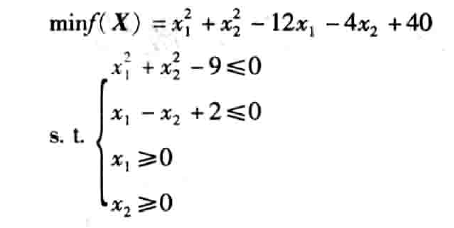 minf(X) = x₁² + x₂² − 12x₁ − 4x₂ + 40
x₁² + x₂² − 9 ⩽ 0
x₁ − x₂ + 2 ⩽ 0
s. t.
x₁ ⩾ 0
x₂ ⩾ 0